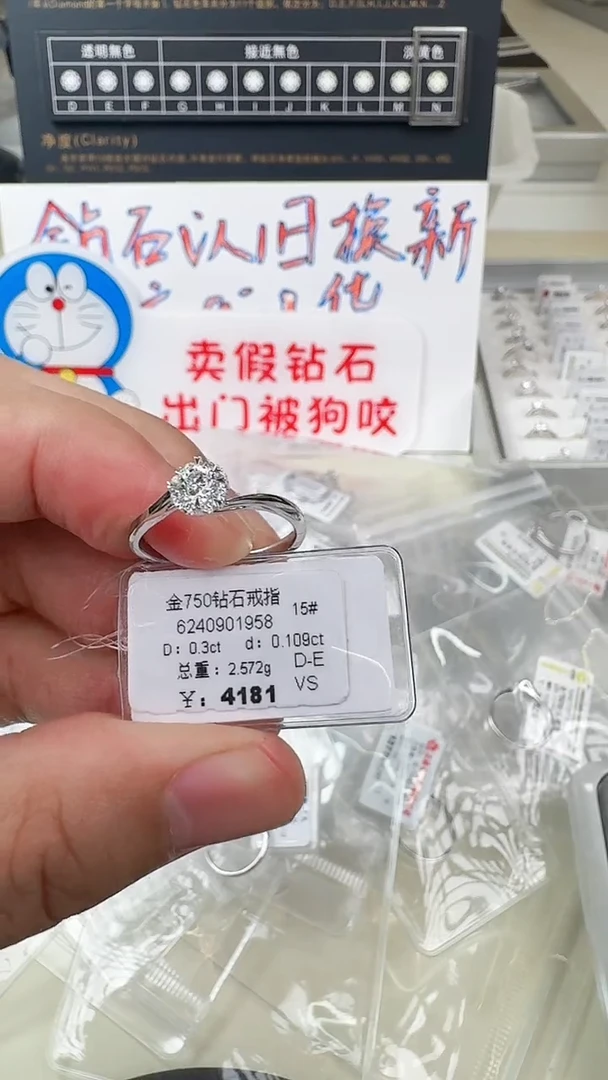 透明無色 接近無色 淡黃色
D E F G H I J K L M N
净度(Clarity)
钻石以旧换新
卖假钻石
出门被狗咬
金750钻石戒指
15#
6240901958
D: 0.3ct d: 0.109ct
总重: 2.572g D-E
¥: 4181 VS